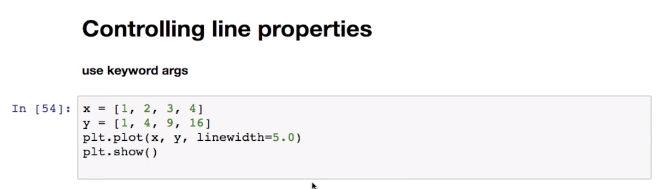 Controlling line properties
use keyword args
In [54]: x = [1, 2, 3, 4]
y = [1, 4, 9, 16]
plt.plot(x, y, linewidth=5.0)
plt.show()